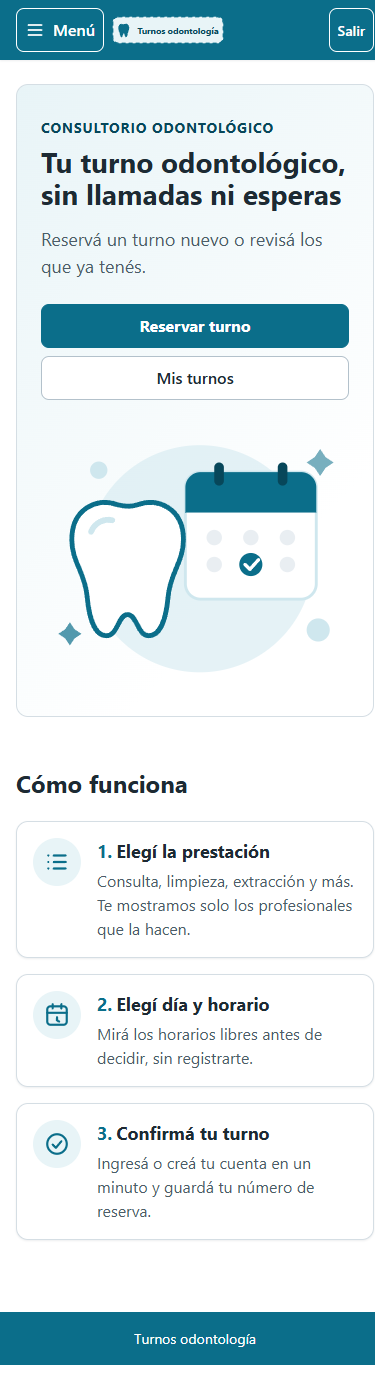 Menú
Turnos odontología
Salir
CONSULTORIO ODONTOLÓGICO
Tu turno odontológico,
sin llamadas ni esperas
Reservá un turno nuevo o revisá los
que ya tenés.
Reservar turno
Mis turnos
Cómo funciona
1. Elegí la prestación
Consulta, limpieza, extracción y más.
Te mostramos solo los profesionales
que la hacen.
2. Elegí día y horario
Mirá los horarios libres antes de
decidir, sin registrarte.
3. Confirmá tu turno
Ingresá o creá tu cuenta en un
minuto y guardá tu número de
reserva.
Turnos odontología